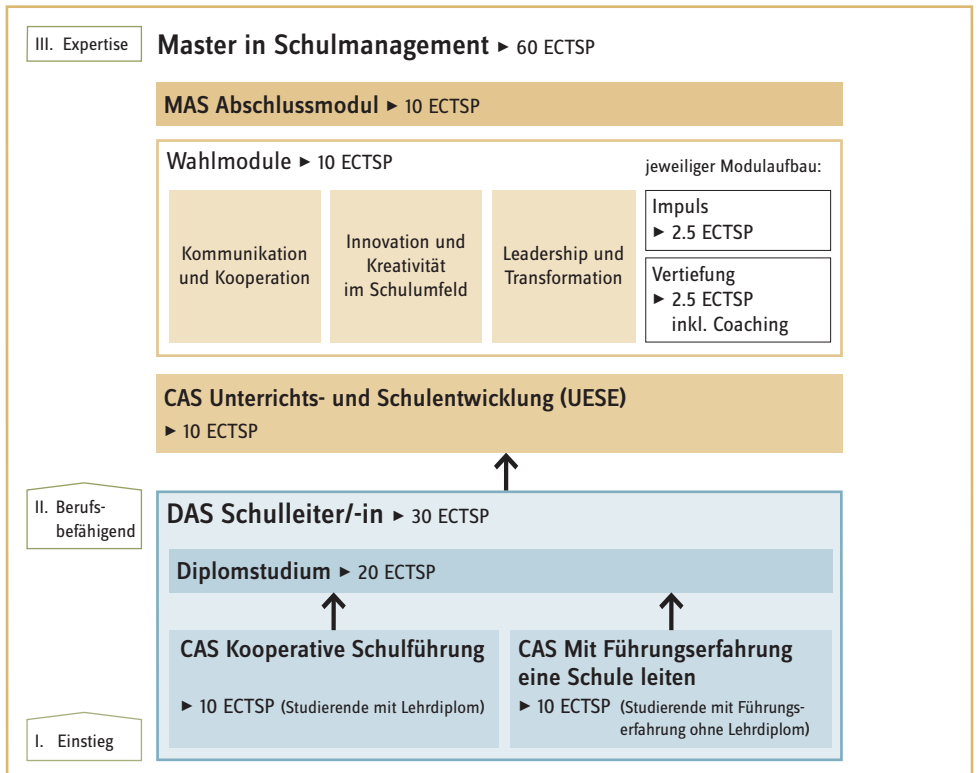 III. Expertise
Master in Schulmanagement ► 60 ECTSP
MAS Abschlussmodul ► 10 ECTSP
Wahlmodule ► 10 ECTSP
jeweiliger Modulaufbau:
Kommunikation
und Kooperation
Innovation und
Kreativität
im Schulumfeld
Leadership und
Transformation
Impuls
► 2.5 ECTSP
Vertiefung
► 2.5 ECTSP
inkl. Coaching
CAS Unterrichts- und Schulentwicklung (UESE)
► 10 ECTSP
II. Berufs-
befähigend
DAS Schulleiter/-in ► 30 ECTSP
Diplomstudium ► 20 ECTSP
CAS Kooperative Schulführung
► 10 ECTSP (Studierende mit Lehrdiplom)
CAS Mit Führungserfahrung
eine Schule leiten
► 10 ECTSP (Studierende mit Führungs-
erfahrung ohne Lehrdiplom)
I. Einstieg